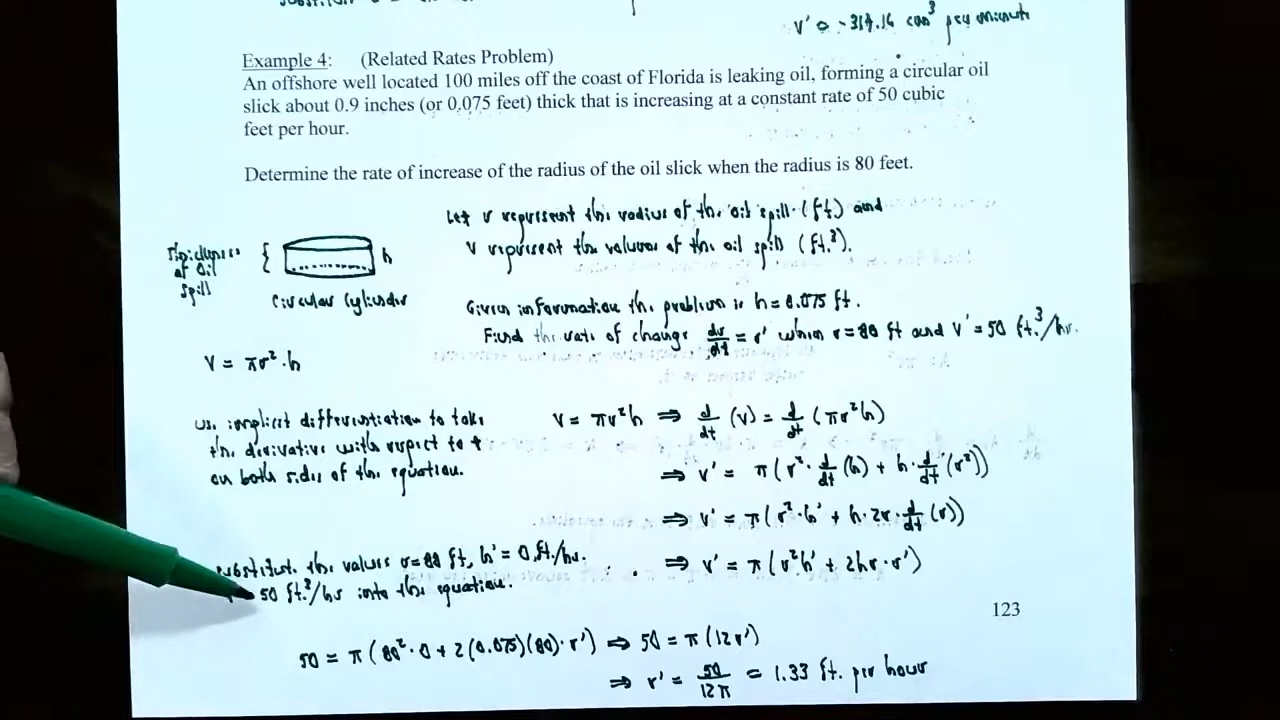 V' = -314.16 cm³ per minute
Example 4: (Related Rates Problem)
An offshore well located 100 miles off the coast of Florida is leaking oil, forming a circular oil
slick about 0.9 inches (or 0.075 feet) thick that is increasing at a constant rate of 50 cubic
feet per hour.
Determine the rate of increase of the radius of the oil slick when the radius is 80 feet.
Let r represent the radius of the oil spill (ft) and
V represent the volume of the oil spill (ft.³).
Thickness
of Oil
Spill
{ h
Circular Cylinder
Given information the problem is h = 0.075 ft.
Find the rate of change dr/dt = r' when r = 80 ft and V' = 50 ft.³/hr.
V = πr²·h
Use implicit differentiation to take
the derivative with respect to t
on both sides of the equation.
V = πr²h ⇒ d/dt (V) = d/dt (πr²h)
⇒ V' = π(r²·d/dt(h) + h·d/dt(r²))
⇒ V' = π(r²·h' + h·2r·d/dt(r))
⇒ V' = π(r²h' + 2hr·r')
Substitute the values r = 80 ft, h' = 0 ft./hr.
50 ft.³/hr into the equation.
123
50 = π(80²·0 + 2(0.075)(80)·r') ⇒ 50 = π(12r')
⇒ r' = 50/12π = 1.33 ft. per hour